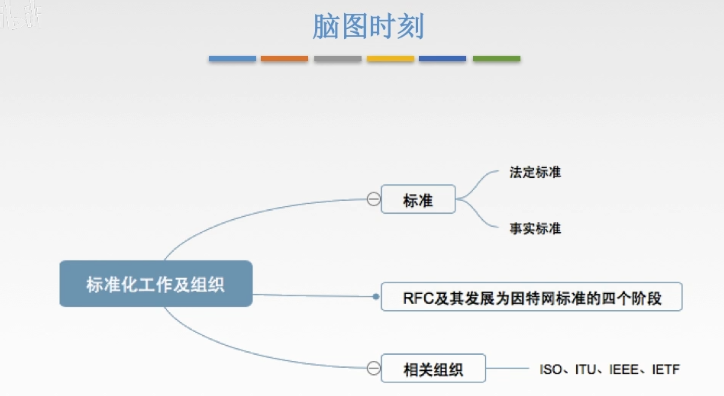 脑图时刻
法定标准
标准
事实标准
标准化工作及组织
RFC及其发展为因特网标准的四个阶段
相关组织
ISO、ITU、IEEE、IETF